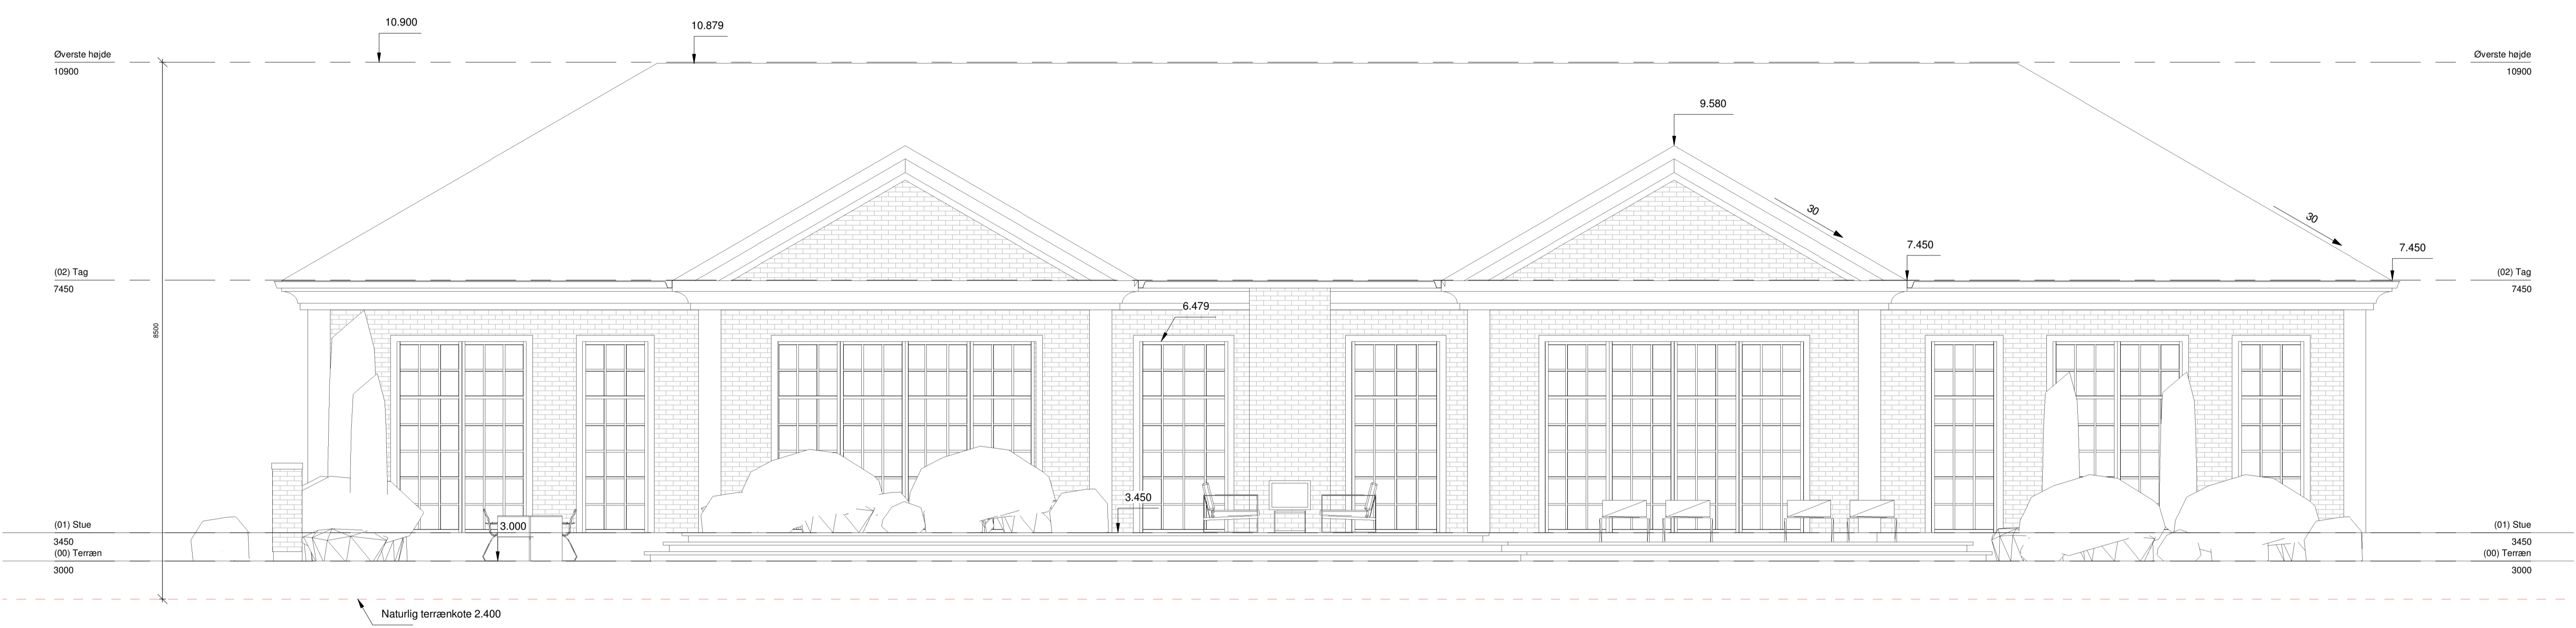 10.900
10.879
Øverste højde
10900
Øverste højde
10900
9.580
30
30
7.450
7.450
(02) Tag
7450
(02) Tag
7450
6.479
8500
3.450
3.000
(01) Stue
3450
(00) Terræn
3000
(01) Stue
3450
(00) Terræn
3000
Naturlig terrænkote 2.400